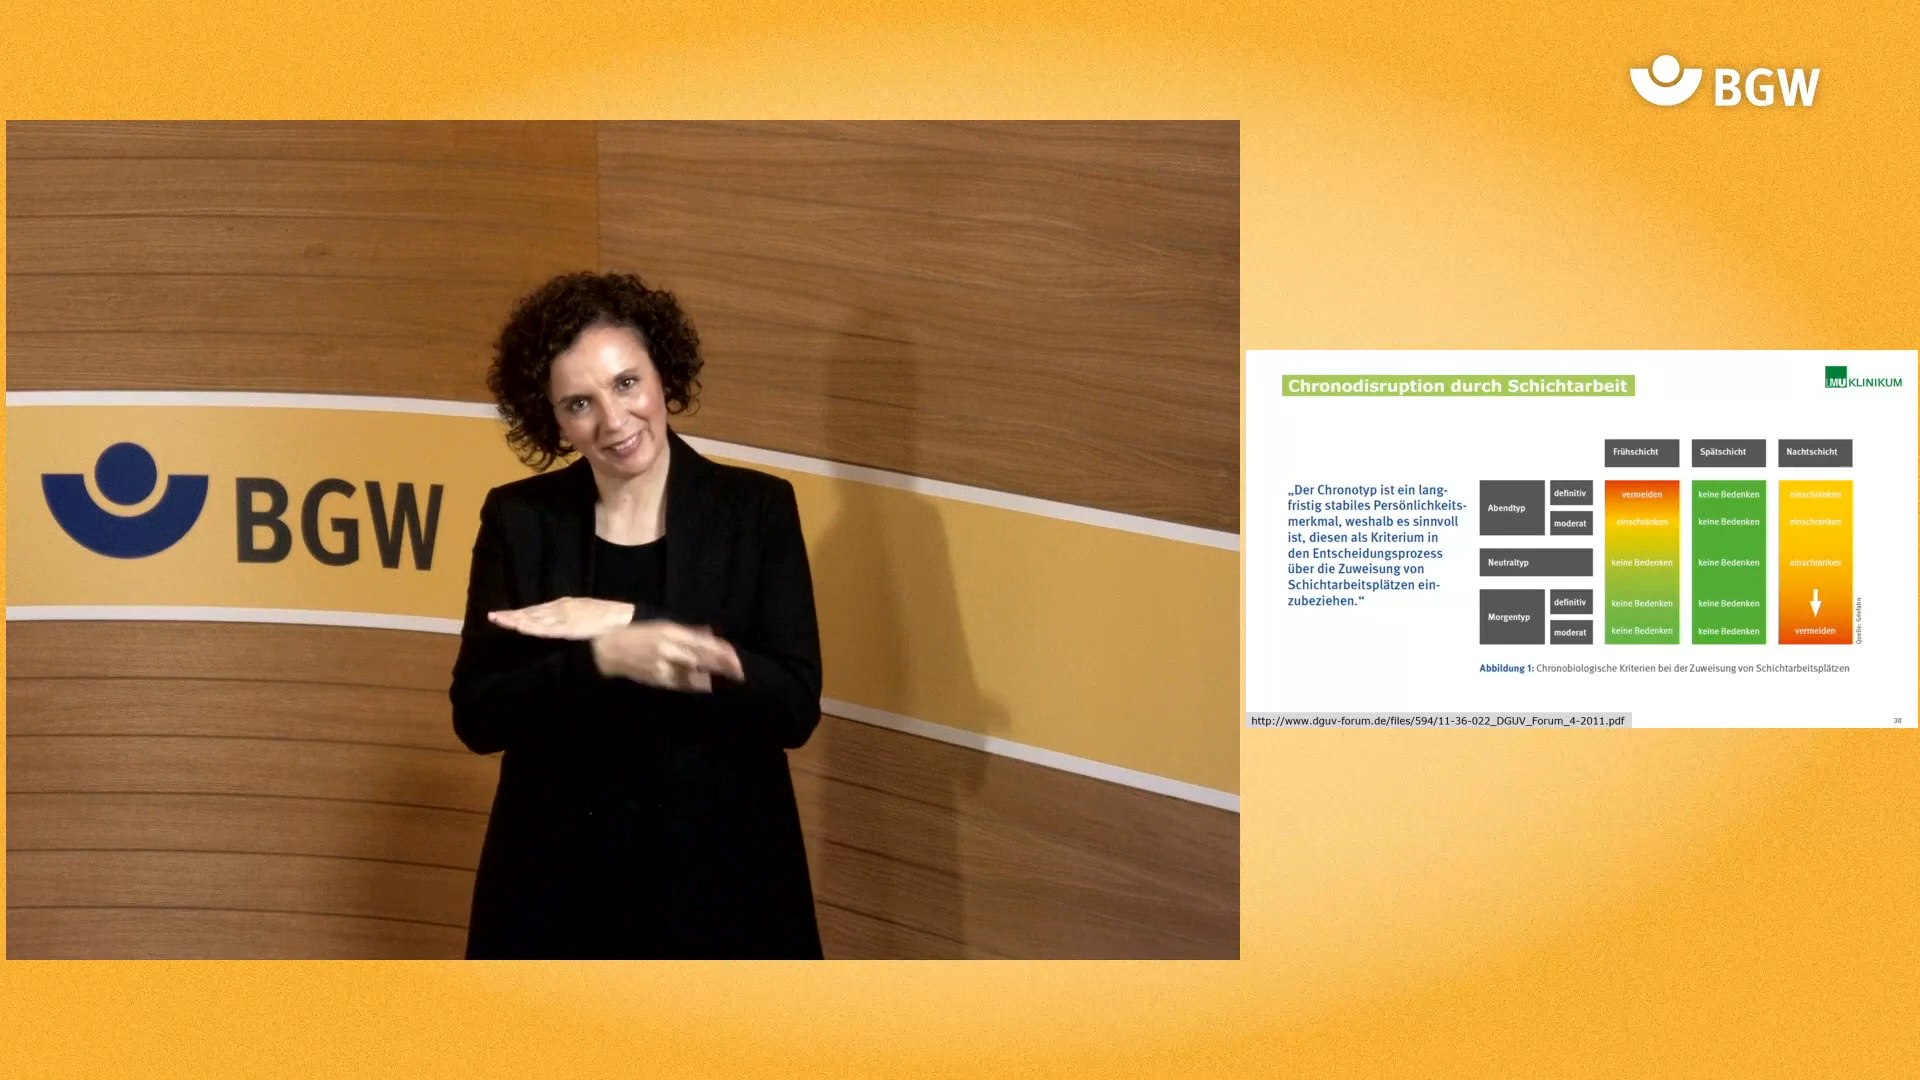 BGW
BGW
Chronodisruption durch Schichtarbeit
LMU KLINIKUM
„Der Chronotyp ist ein lang-
fristig stabiles Persönlichkeits-
merkmal, weshalb es sinnvoll
ist, diesen als Kriterium in
den Entscheidungsprozess
über die Zuweisung von
Schichtarbeitsplätzen ein-
zubeziehen.“
Frühschicht Spätschicht Nachtschicht
Abendtyp definitiv vermeiden keine Bedenken einschränken
moderat einschränken keine Bedenken einschränken
Neutraltyp keine Bedenken keine Bedenken einschränken
Morgentyp definitiv keine Bedenken keine Bedenken
moderat keine Bedenken keine Bedenken vermeiden
Quelle: Griefahn
Abbildung 1: Chronobiologische Kriterien bei der Zuweisung von Schichtarbeitsplätzen
http://www.dguv-forum.de/files/594/11-36-022_DGUV_Forum_4-2011.pdf
30